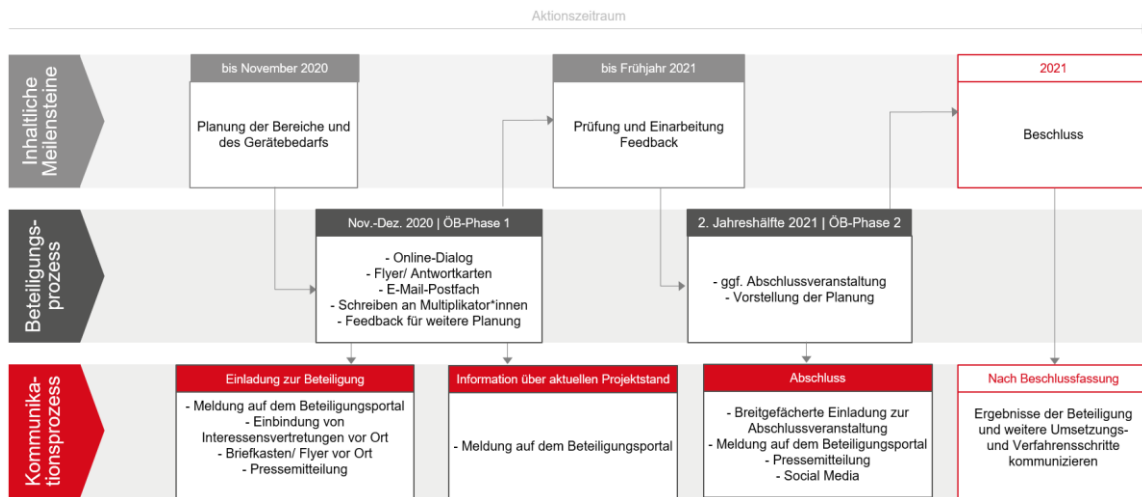 Aktionszeitraum
Inhaltliche
Meilensteine
bis November 2020
Planung der Bereiche und
des Gerätebedarfs
bis Frühjahr 2021
Prüfung und Einarbeitung
Feedback
2021
Beschluss
Beteiligungs-
prozess
Nov.-Dez. 2020 | ÖB-Phase 1
- Online-Dialog
- Flyer/ Antwortkarten
- E-Mail-Postfach
- Schreiben an Multiplikator*innen
- Feedback für weitere Planung
2. Jahreshälfte 2021 | ÖB-Phase 2
- ggf. Abschlussveranstaltung
- Vorstellung der Planung
Kommunika-
tionsprozess
Einladung zur Beteiligung
- Meldung auf dem Beteiligungsportal
- Einbindung von
Interessensvertretungen vor Ort
- Briefkasten/ Flyer vor Ort
- Pressemitteilung
Information über aktuellen Projektstand
- Meldung auf dem Beteiligungsportal
Abschluss
- Breitgefächerte Einladung zur
Abschlussveranstaltung
- Meldung auf dem Beteiligungsportal
- Pressemitteilung
- Social Media
Nach Beschlussfassung
Ergebnisse der Beteiligung
und weitere Umsetzungs-
und Verfahrensschritte
kommunizieren